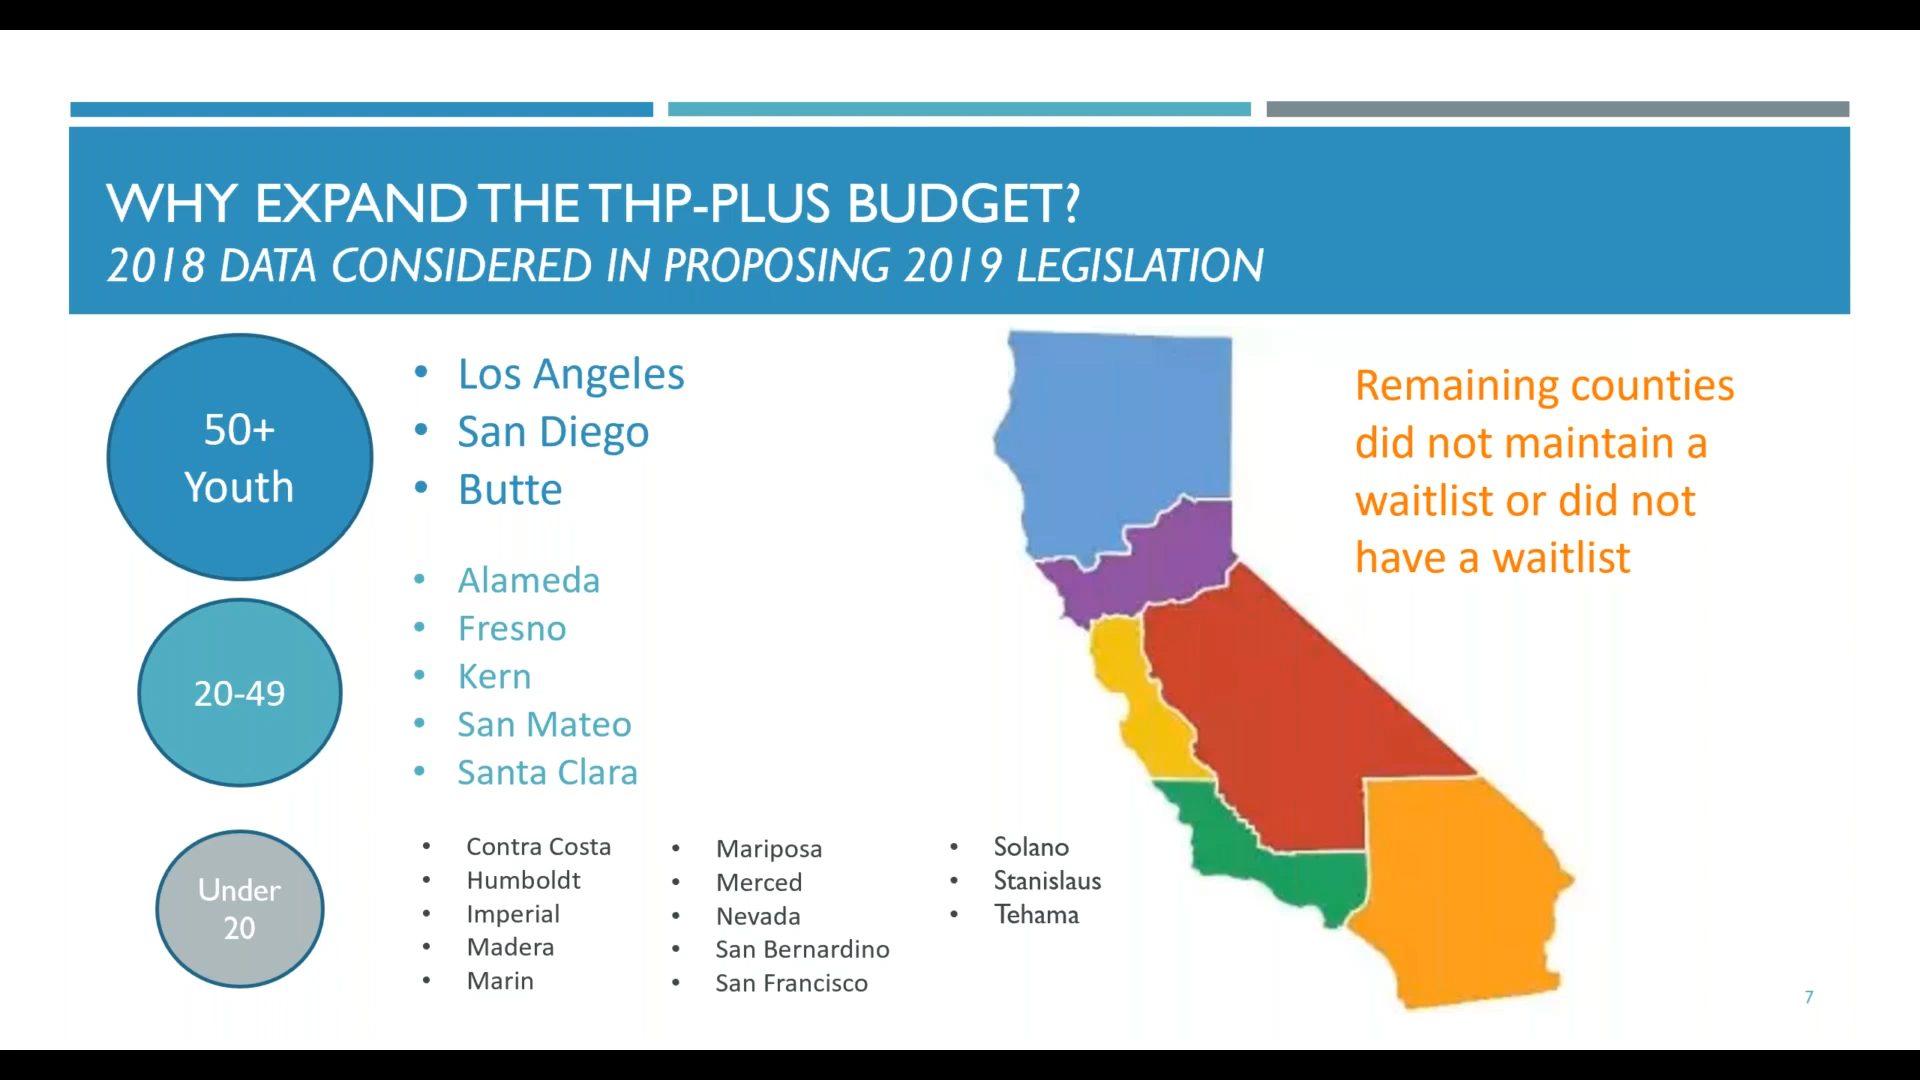 WHY EXPAND THE THP-PLUS BUDGET?
2018 DATA CONSIDERED IN PROPOSING 2019 LEGISLATION
50+
Youth
• Los Angeles
• San Diego
• Butte
Remaining counties
did not maintain a
waitlist or did not
have a waitlist
20-49
• Alameda
• Fresno
• Kern
• San Mateo
• Santa Clara
Under
20
• Contra Costa
• Humboldt
• Imperial
• Madera
• Marin
• Mariposa
• Merced
• Nevada
• San Bernardino
• San Francisco
• Solano
• Stanislaus
• Tehama
7